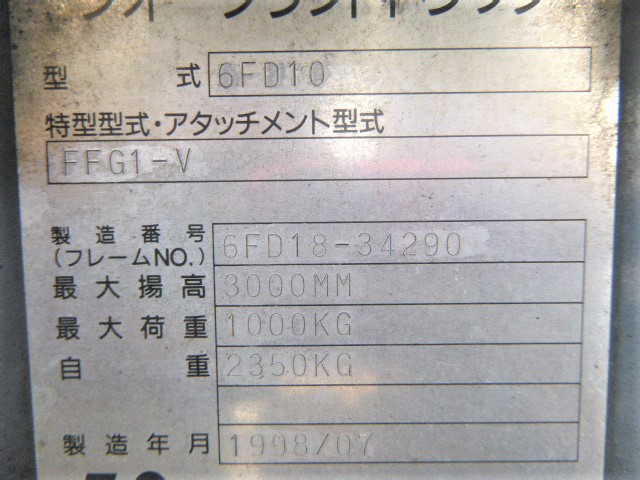 型式 6FD10
特型型式・アタッチメント型式
FFG1-V
製造番号 6FD18-34290
(フレームNO.)
最大揚高 3000MM
最大荷重 1000KG
自重 2350KG
製造年月 1998/07